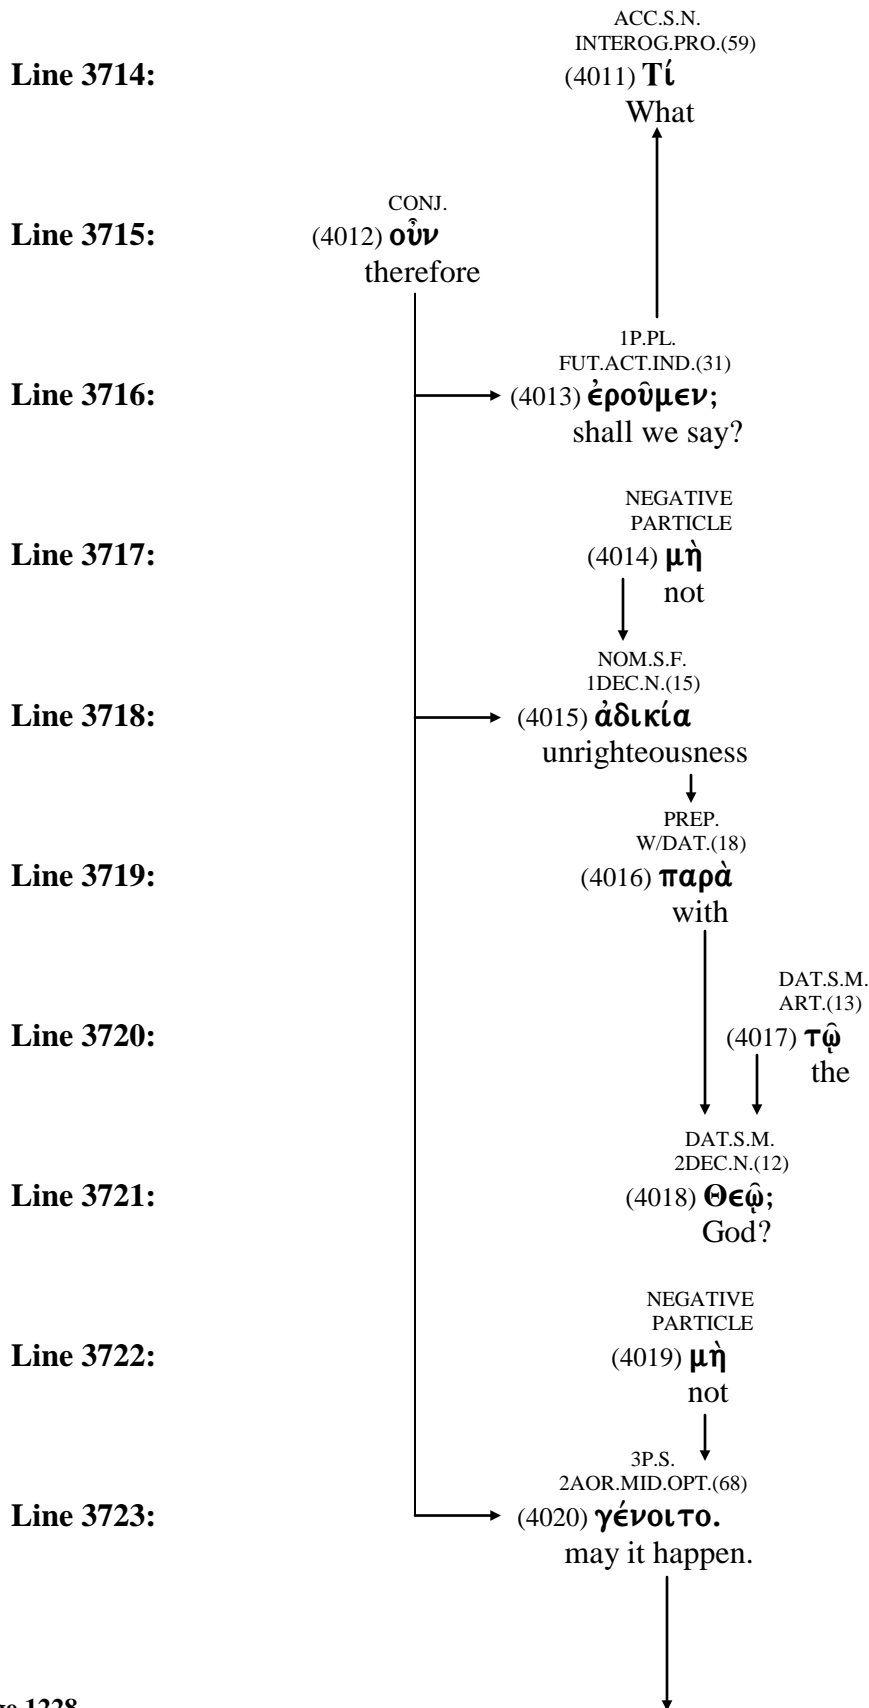 ACC.S.N.
INTEROG.PRO.(59)
Line 3714: (4011) Τί
What
CONJ.
Line 3715: (4012) οὖν
therefore
1P.PL.
FUT.ACT.IND.(31)
Line 3716: (4013) ἐροῦμεν;
shall we say?
NEGATIVE
PARTICLE
Line 3717: (4014) μὴ
not
NOM.S.F.
1DEC.N.(15)
Line 3718: (4015) ἀδικία
unrighteousness
PREP.
W/DAT.(18)
Line 3719: (4016) παρὰ
with
DAT.S.M.
ART.(13)
Line 3720: (4017) τῷ
the
DAT.S.M.
2DEC.N.(12)
Line 3721: (4018) Θεῷ;
God?
NEGATIVE
PARTICLE
Line 3722: (4019) μὴ
not
3P.S.
2AOR.MID.OPT.(68)
Line 3723: (4020) γένοιτο.
may it happen.
1228